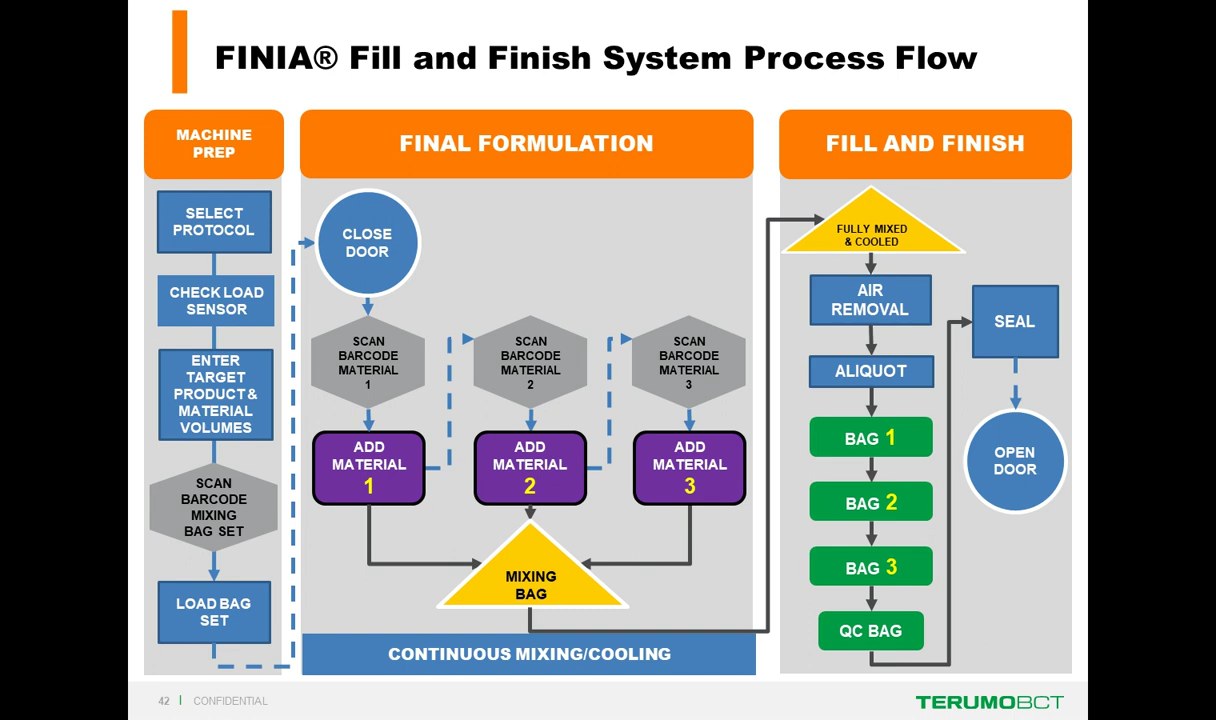 FINIA® Fill and Finish System Process Flow
MACHINE
PREP
SELECT
PROTOCOL
CHECK LOAD
SENSOR
ENTER
TARGET
PRODUCT &
MATERIAL
VOLUMES
SCAN
BARCODE
MIXING
BAG SET
LOAD BAG
SET
FINAL FORMULATION
CLOSE
DOOR
SCAN
BARCODE
MATERIAL
1
ADD
MATERIAL
1
SCAN
BARCODE
MATERIAL
2
ADD
MATERIAL
2
SCAN
BARCODE
MATERIAL
3
ADD
MATERIAL
3
MIXING
BAG
CONTINUOUS MIXING/COOLING
FILL AND FINISH
FULLY MIXED
& COOLED
AIR
REMOVAL
ALIQUOT
BAG 1
BAG 2
BAG 3
QC BAG
SEAL
OPEN
DOOR
42 | CONFIDENTIAL
TERUMOBCT